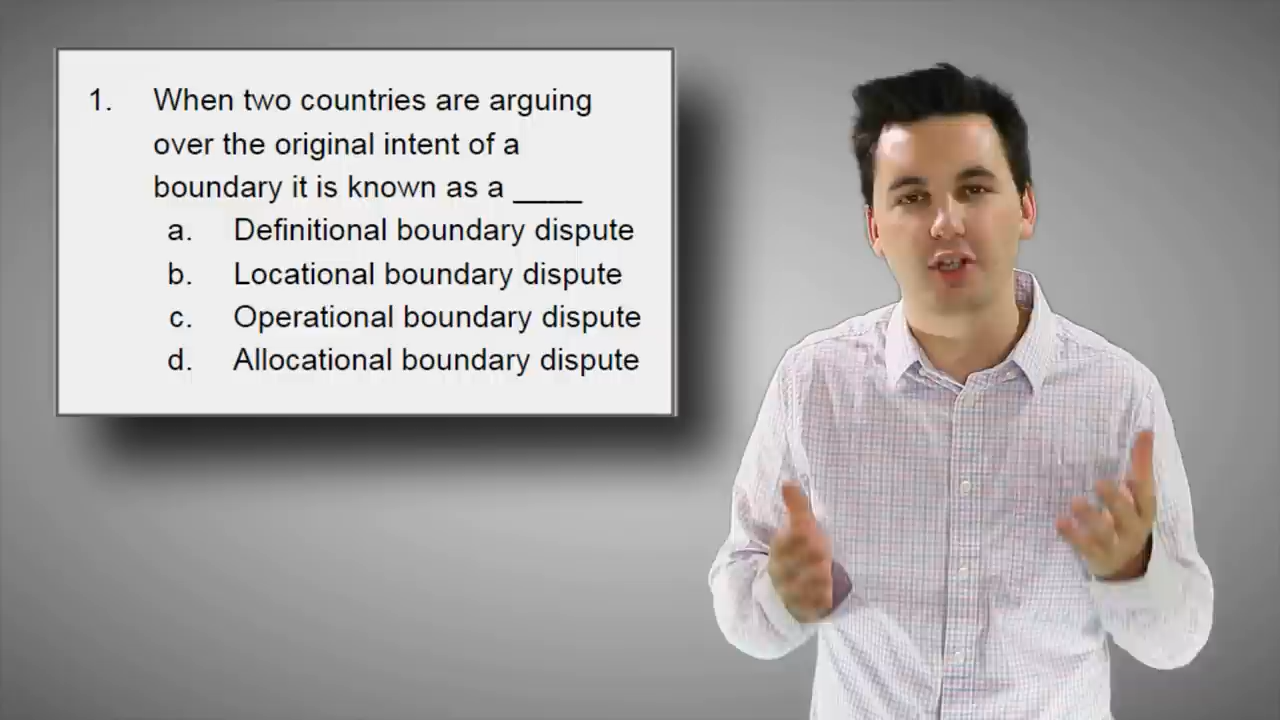 1. When two countries are arguing
over the original intent of a
boundary it is known as a ____
a. Definitional boundary dispute
b. Locational boundary dispute
c. Operational boundary dispute
d. Allocational boundary dispute